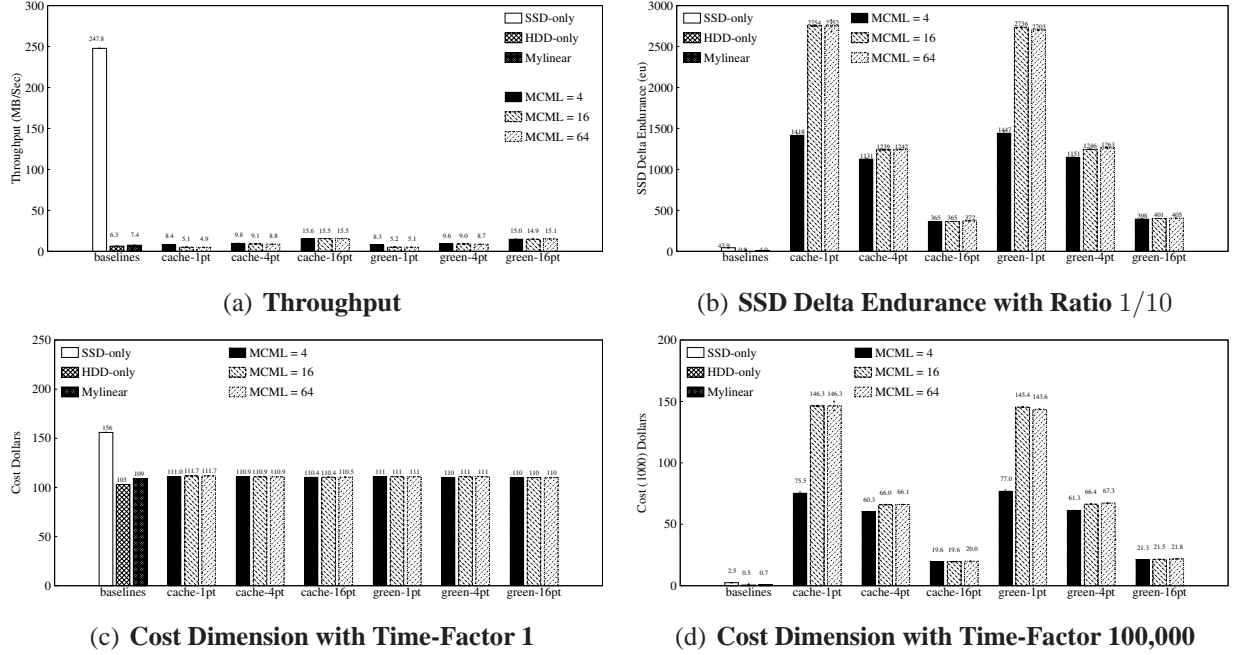 300
250
200
150
100
50
0
Throughput (MB/Sec)
SSD-only
HDD-only
Mylinear
MCML = 4
MCML = 16
MCML = 64
247.8
6.3 7.4
8.4 5.1 4.9
9.8 9.1 8.8
15.6 15.5 15.5
8.3 5.2 5.1
9.6 9.0 8.7
15.0 14.9 15.1
baselines cache-1pt cache-4pt cache-16pt green-1pt green-4pt green-16pt
(a) Throughput
3000
2500
2000
1500
1000
500
0
SSD Delta Endurance (eu)
SSD-only
HDD-only
Mylinear
MCML = 4
MCML = 16
MCML = 64
1418 2754 2752
1131 1239 1242
365 365 372
1447 2736 2703
1151 1246 1263
398 401 405
baselines cache-1pt cache-4pt cache-16pt green-1pt green-4pt green-16pt
(b) SSD Delta Endurance with Ratio 1/10
250
200
150
100
50
0
Cost Dollars
SSD-only
HDD-only
Mylinear
MCML = 4
MCML = 16
MCML = 64
156 103 109
111.0 111.7 111.7
110.9 110.9 110.9
110.4 110.4 110.5
111 111 111
110 111 111
110 110 110
baselines cache-1pt cache-4pt cache-16pt green-1pt green-4pt green-16pt
(c) Cost Dimension with Time-Factor 1
200
150
100
50
0
Cost (1000) Dollars
SSD-only
HDD-only
Mylinear
MCML = 4
MCML = 16
MCML = 64
2.5 0.5 0.7
75.5 146.3 146.3
60.3 66.0 66.1
19.6 19.6 20.0
77.0 145.4 143.6
61.3 66.4 67.3
21.3 21.5 21.8
baselines cache-1pt cache-4pt cache-16pt green-1pt green-4pt green-16pt
(d) Cost Dimension with Time-Factor 100,000